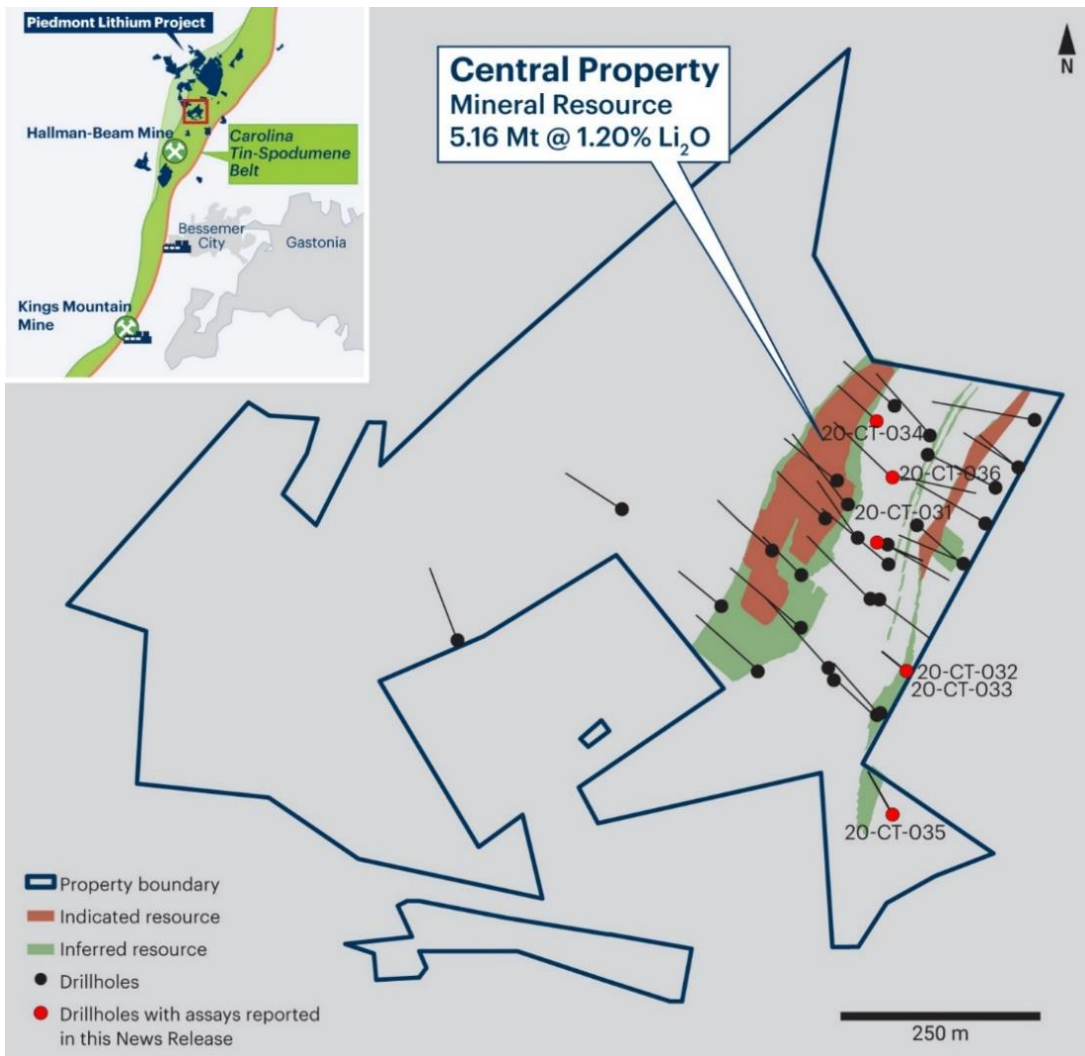 Piedmont Lithium Project
Hallman-Beam Mine
Carolina
Tin-Spodumene
Belt
Bessemer
City
Gastonia
Kings Mountain
Mine
Central Property
Mineral Resource
5.16 Mt @ 1.20% Li₂O
N
20-CT-034
20-CT-036
20-CT-031
20-CT-032
20-CT-033
20-CT-035
Property boundary
Indicated resource
Inferred resource
Drillholes
Drillholes with assays reported
in this News Release
250 m